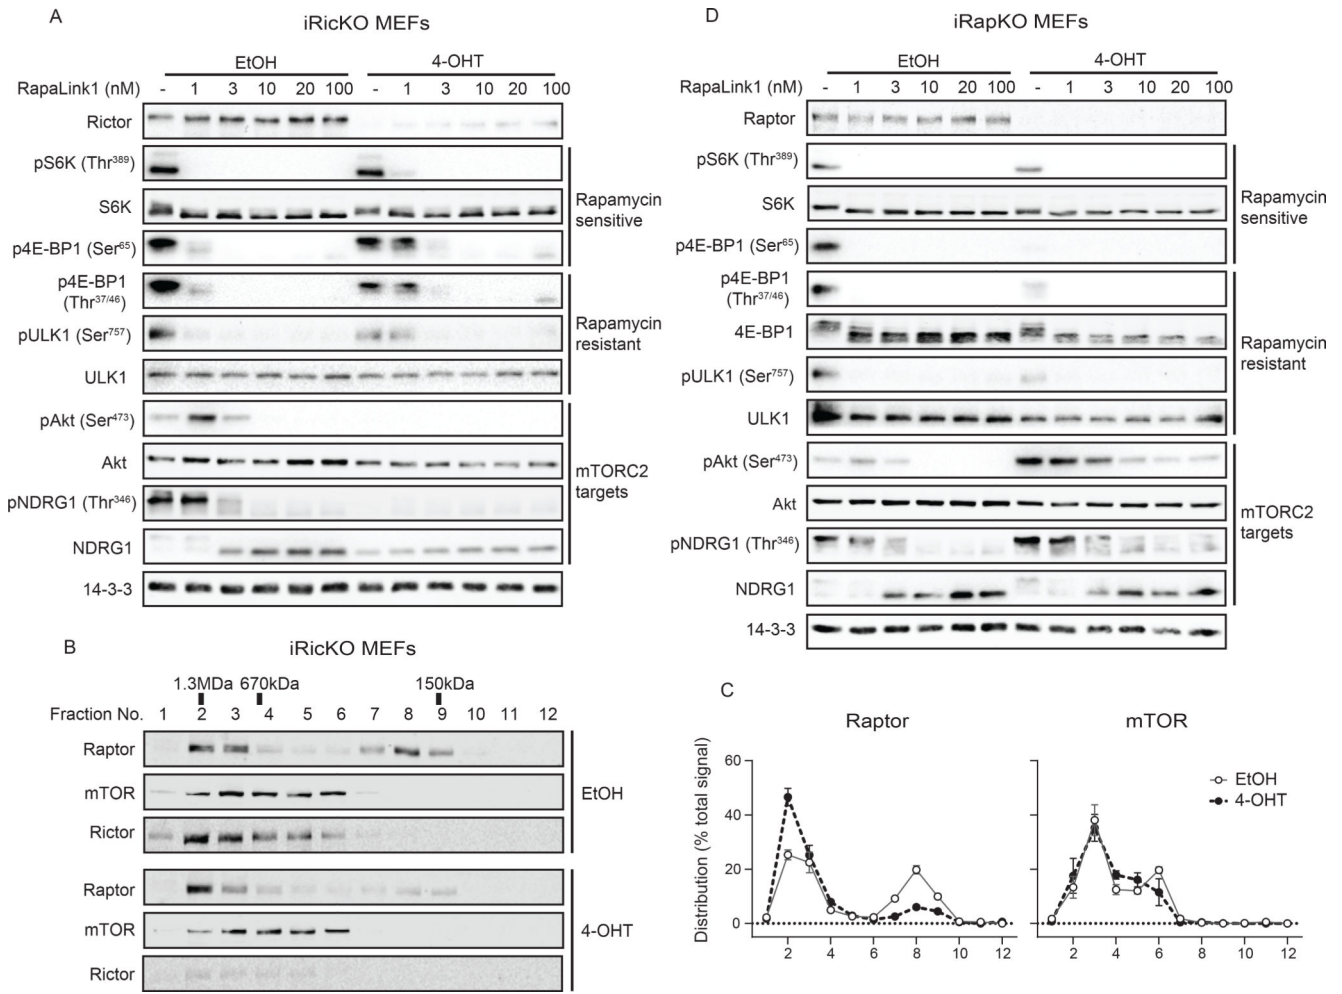 A
iRicKO MEFs
EtOH 4-OHT
RapaLink1 (nM) - 1 3 10 20 100 - 1 3 10 20 100
Rictor
pS6K (Thr³⁸⁹)
S6K
p4E-BP1 (Ser⁶⁵)
Rapamycin
sensitive
p4E-BP1
(Thr³⁷/⁴⁶)
pULK1 (Ser⁷⁵⁷)
ULK1
Rapamycin
resistant
pAkt (Ser⁴⁷³)
Akt
pNDRG1 (Thr³⁴⁶)
NDRG1
mTORC2
targets
14-3-3
B
iRicKO MEFs
1.3MDa 670kDa 150kDa
Fraction No. 1 2 3 4 5 6 7 8 9 10 11 12
Raptor
mTOR
Rictor
EtOH
Raptor
mTOR
Rictor
4-OHT
D
iRapKO MEFs
EtOH 4-OHT
RapaLink1 (nM) - 1 3 10 20 100 - 1 3 10 20 100
Raptor
pS6K (Thr³⁸⁹)
S6K
p4E-BP1 (Ser⁶⁵)
Rapamycin
sensitive
p4E-BP1
(Thr³⁷/⁴⁶)
4E-BP1
pULK1 (Ser⁷⁵⁷)
ULK1
Rapamycin
resistant
pAkt (Ser⁴⁷³)
Akt
pNDRG1 (Thr³⁴⁶)
NDRG1
mTORC2
targets
14-3-3
C
Raptor mTOR
Distribution (% total signal)
60
40
20
0
EtOH
4-OHT
2 4 6 8 10 12 2 4 6 8 10 12